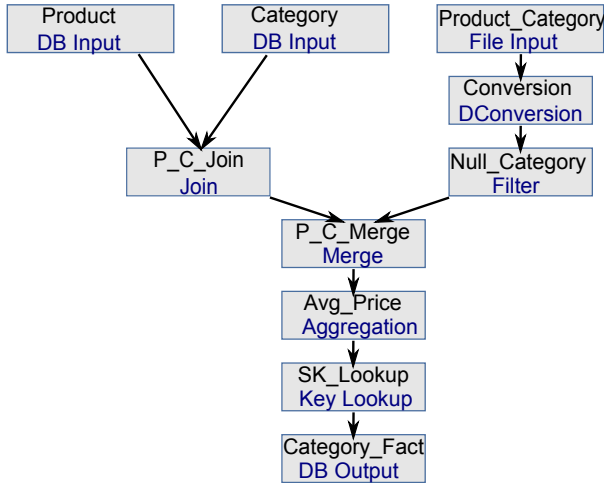 Product
DB Input
Category
DB Input
Product_Category
File Input
Conversion
DConversion
P_C_Join
Join
Null_Category
Filter
P_C_Merge
Merge
Avg_Price
Aggregation
SK_Lookup
Key Lookup
Category_Fact
DB Output